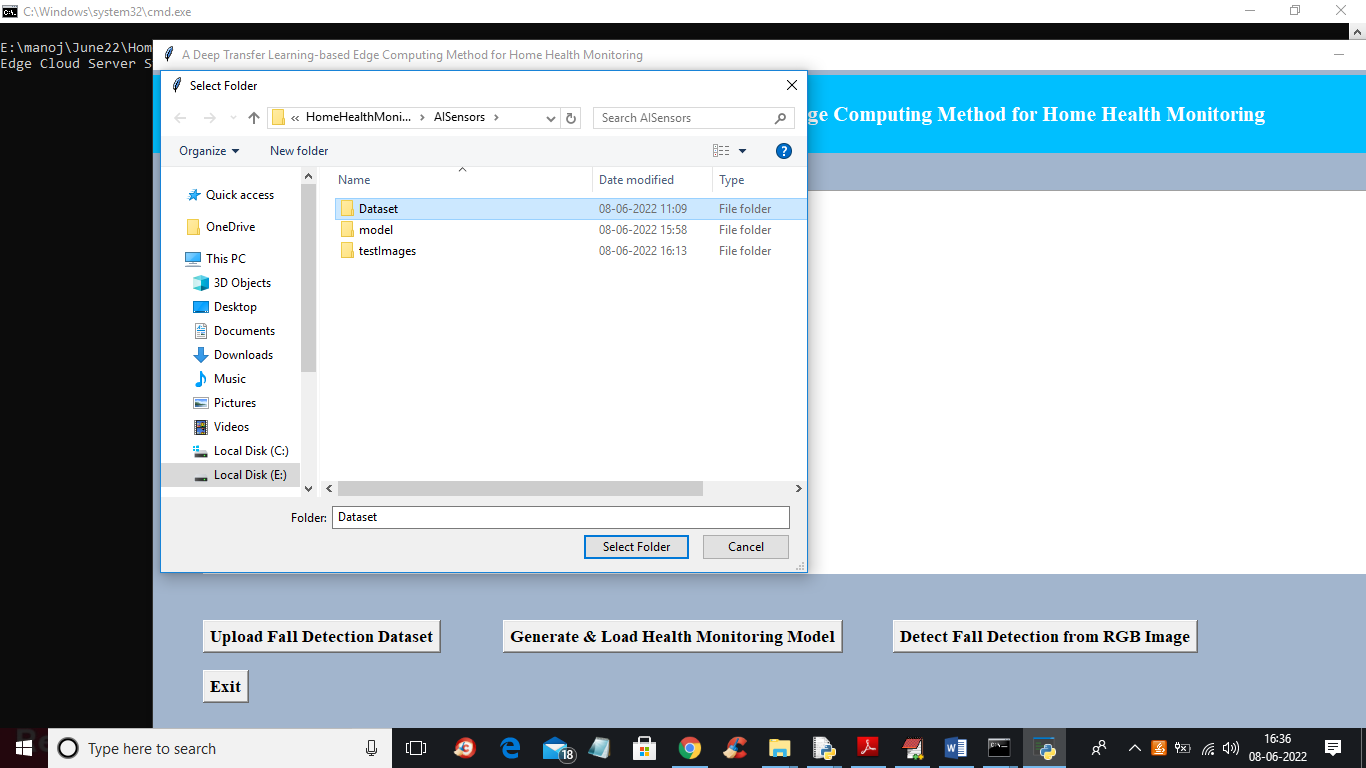 C:\Windows\system32\cmd.exe
E:\manoj\June22\Hom
Edge Cloud Server S
A Deep Transfer Learning-based Edge Computing Method for Home Health Monitoring
Select Folder
ge Computing Method for Home Health Monitoring
« HomeHealthMoni... > AISensors >
Search AISensors
Organize
New folder
Name
Date modified
Type
Quick access
OneDrive
This PC
3D Objects
Desktop
Documents
Downloads
Music
Pictures
Videos
Local Disk (C:)
Local Disk (E:)
Dataset 08-06-2022 11:09 File folder
model 08-06-2022 15:58 File folder
testImages 08-06-2022 16:13 File folder
Folder: Dataset
Select Folder
Cancel
Upload Fall Detection Dataset
Generate & Load Health Monitoring Model
Detect Fall Detection from RGB Image
Exit
Type here to search
18
16:36
08-06-2022